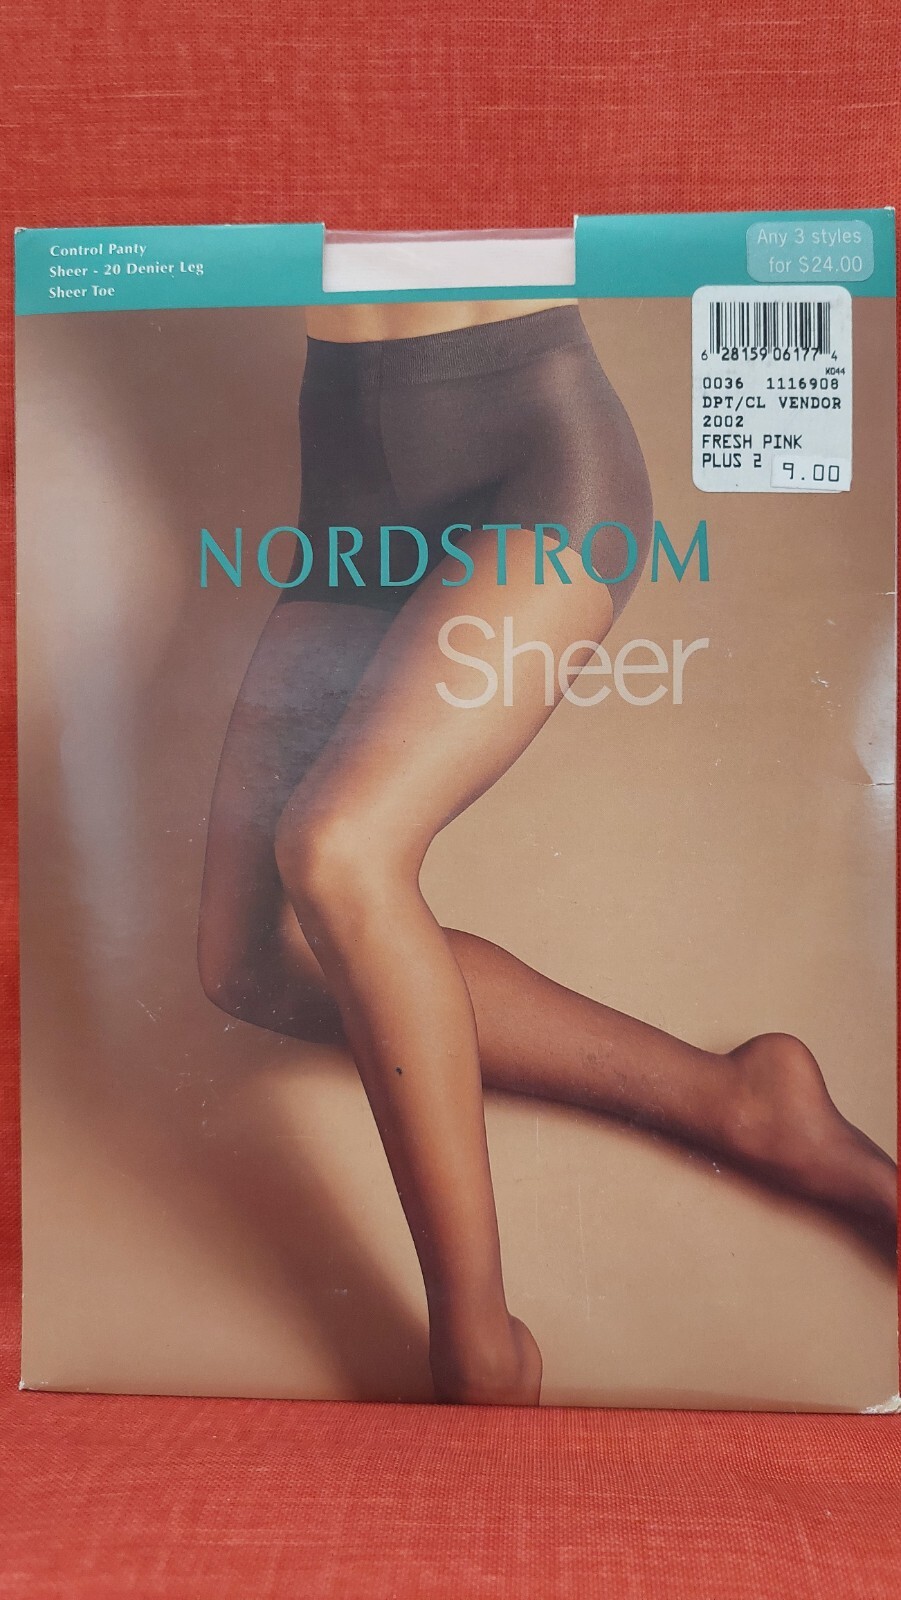 Control Panty
Sheer - 20 Denier Leg
Sheer Toe
Any 3 styles
for $24.00
6 28159 06177 4
K044
0036 1116908
DPT/CL VENDOR
2002
FRESH PINK
PLUS 2 9.00
NORDSTROM
Sheer